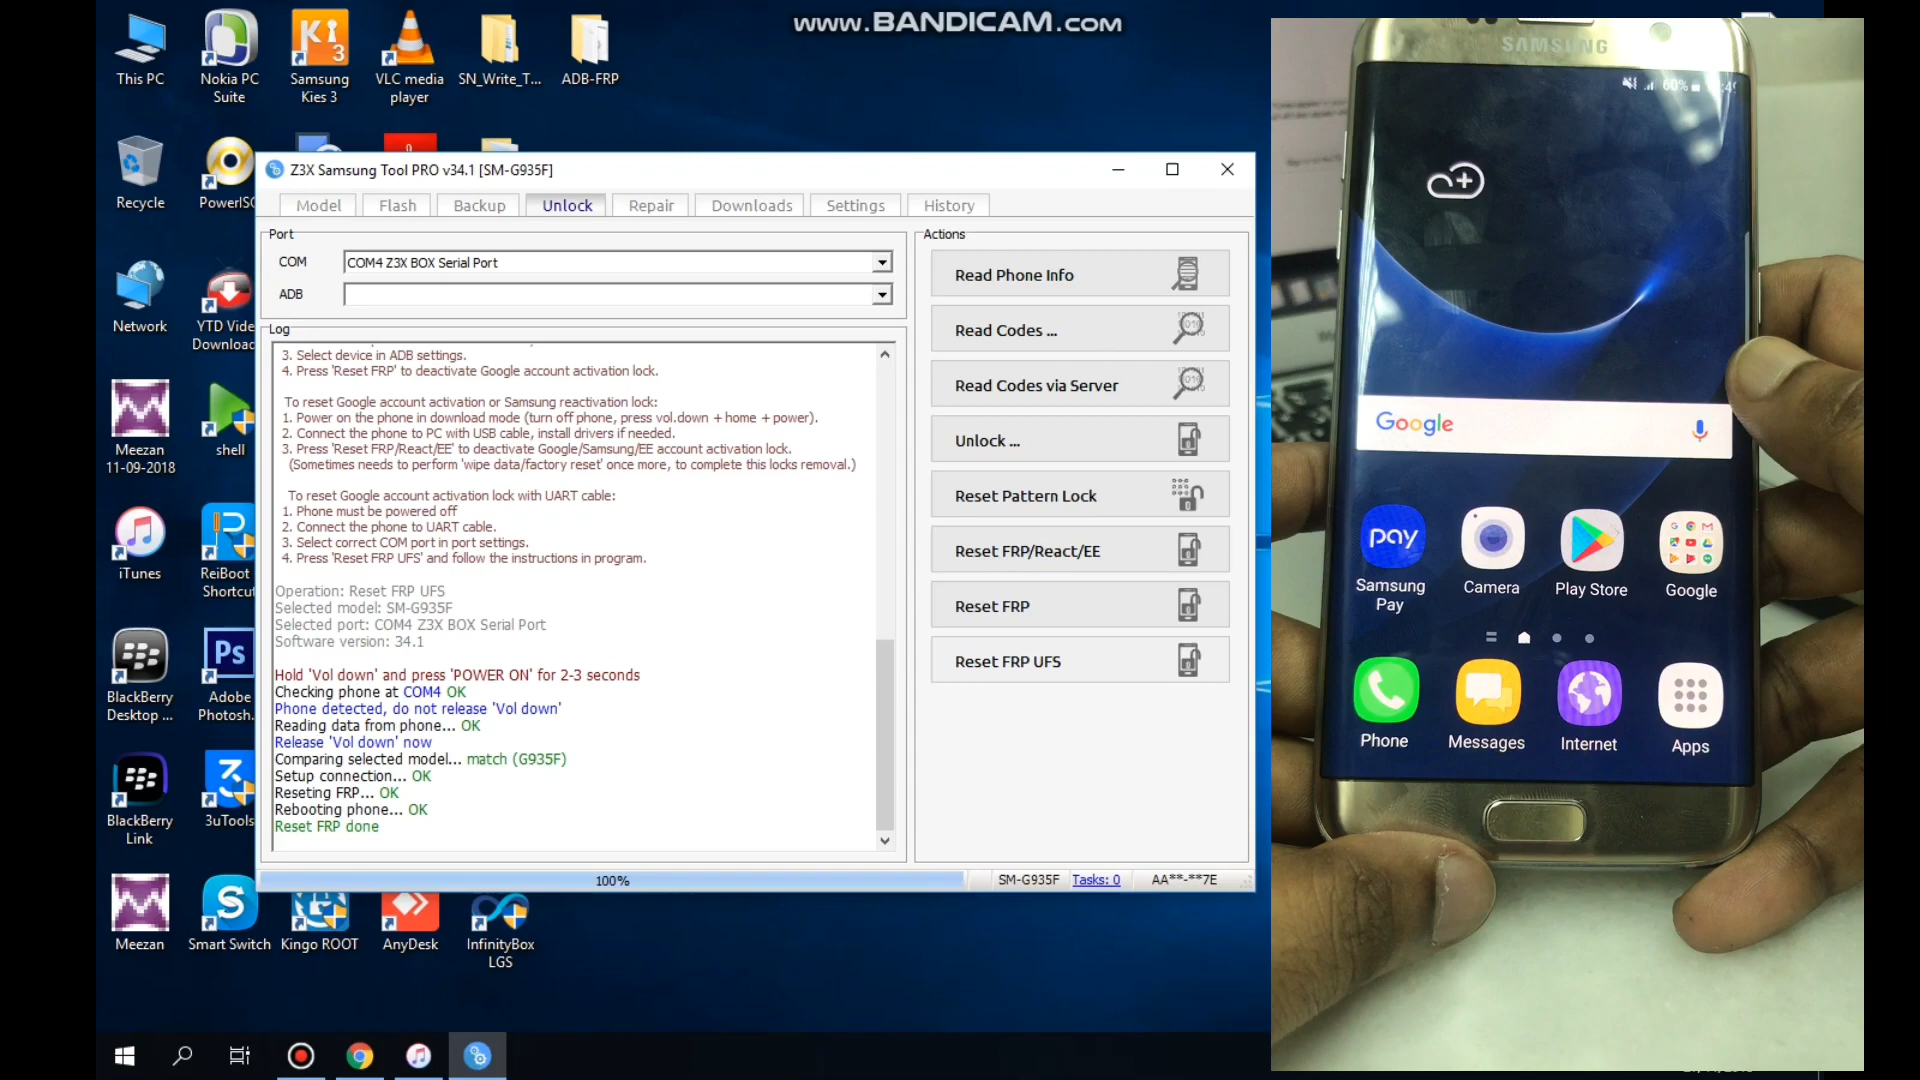 www.BANDICAM.com
This PC
Nokia PC
Suite
Samsung
Kies 3
VLC media
player
SN_Write_T...
ADB-FRP
Recycle
PowerISO
Network
YTD Vide
Download
Meezan
11-09-2018
shell
iTunes
ReiBoot
Shortcut
BlackBerry
Desktop ...
Ps
Adobe
Photosh.
BlackBerry
Link
3uTools
Meezan
Smart Switch
Kingo ROOT
AnyDesk
InfinityBox
LGS
Z3X Samsung Tool PRO v34.1 [SM-G935F]
Model
Flash
Backup
Unlock
Repair
Downloads
Settings
History
Port
COM
COM4 Z3X BOX Serial Port
ADB
Log
3. Select device in ADB settings.
4. Press 'Reset FRP' to deactivate Google account activation lock.
To reset Google account activation or Samsung reactivation lock:
1. Power on the phone in download mode (turn off phone, press vol.down + home + power).
2. Connect the phone to PC with USB cable, install drivers if needed.
3. Press 'Reset FRP/React/EE' to deactivate Google/Samsung/EE account activation lock.
(Sometimes needs to perform 'wipe data/factory reset' once more, to complete this locks removal.)
To reset Google account activation lock with UART cable:
1. Phone must be powered off
2. Connect the phone to UART cable.
3. Select correct COM port in port settings.
4. Press 'Reset FRP UFS' and follow the instructions in program.
Operation: Reset FRP UFS
Selected model: SM-G935F
Selected port: COM4 Z3X BOX Serial Port
Software version: 34.1
Hold 'Vol down' and press 'POWER ON' for 2-3 seconds
Checking phone at COM4 OK
Phone detected, do not release 'Vol down'
Reading data from phone... OK
Release 'Vol down' now
Comparing selected model... match (G935F)
Setup connection... OK
Reseting FRP... OK
Rebooting phone... OK
Reset FRP done
Actions
Read Phone Info
Read Codes ...
Read Codes via Server
Unlock ...
Reset Pattern Lock
Reset FRP/React/EE
Reset FRP
Reset FRP UFS
100%
SM-G935F
Tasks: 0
AA**-**7E
SAMSUNG
60%
Google
pay
Samsung
Pay
Camera
Play Store
Google
Phone
Messages
Internet
Apps